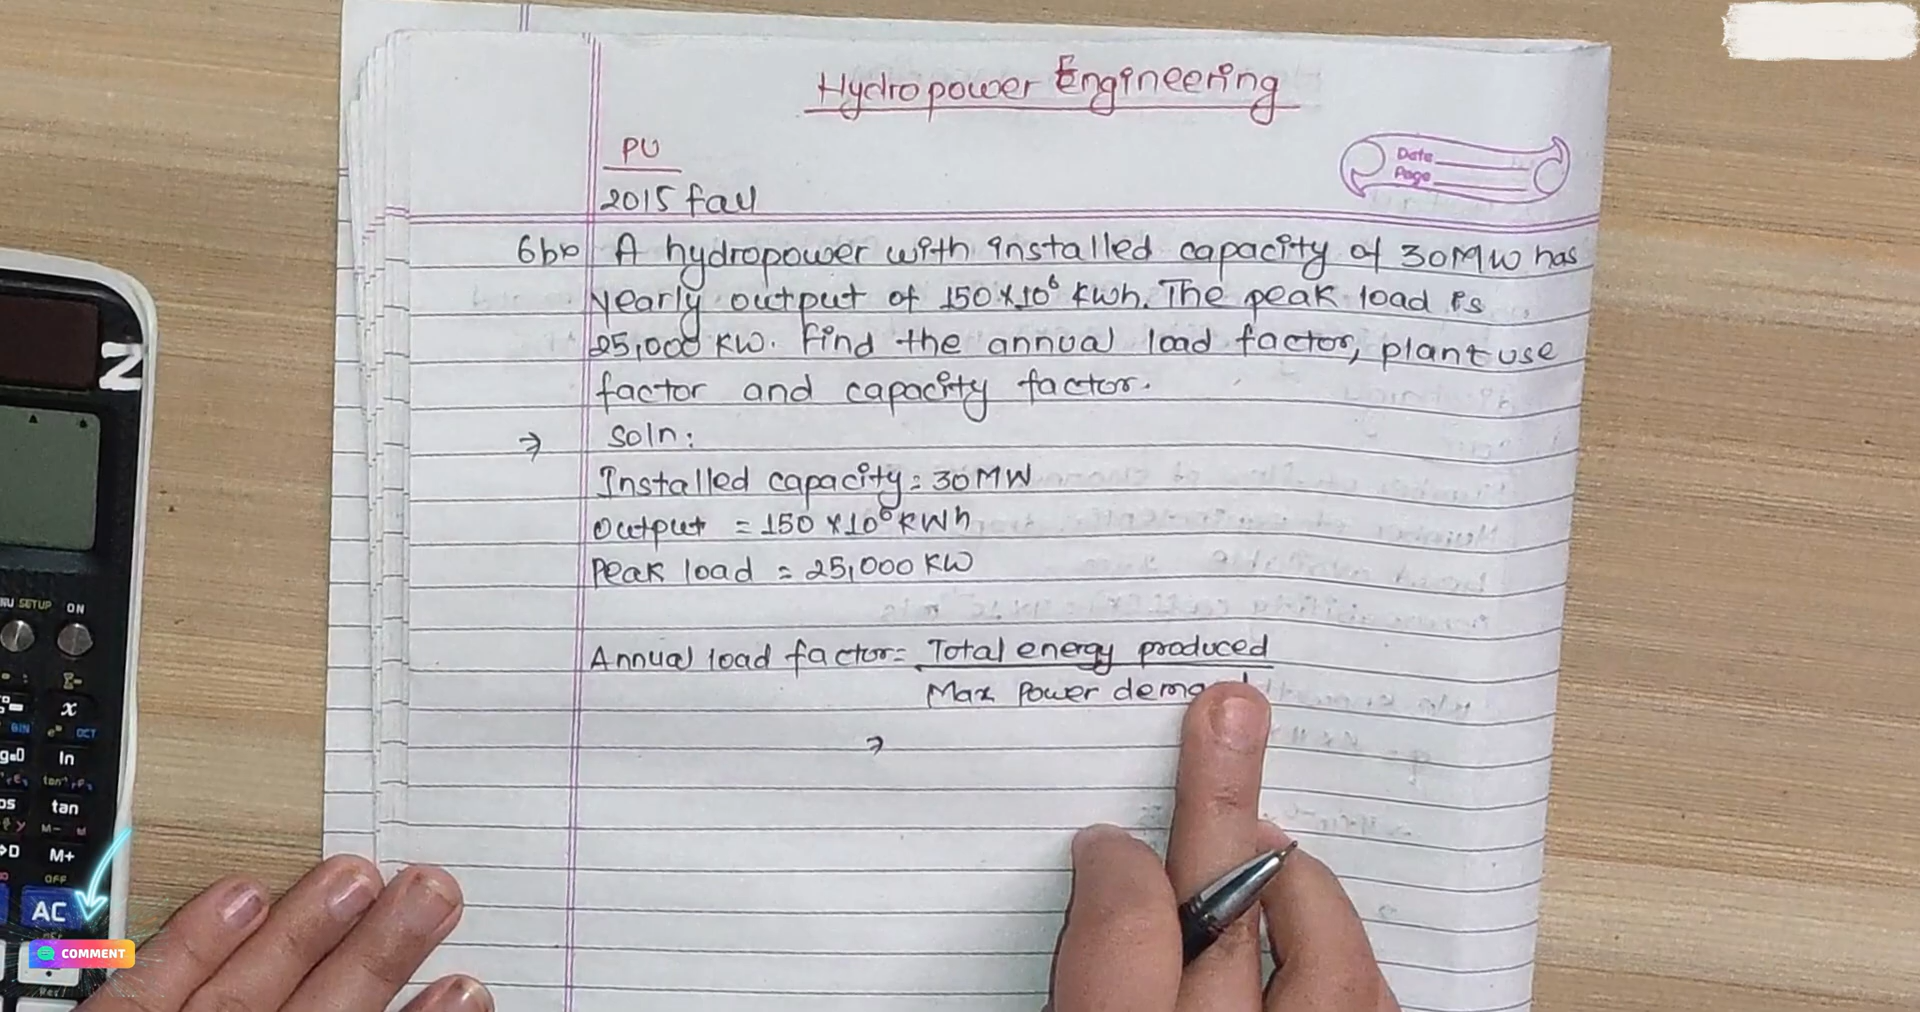 Hydropower Engineering
PU
2015 fall
Date
Page
6b) A hydropower with installed capacity of 30MW has
yearly output of 150×10⁶ kwh. The peak load is
25,000 KW. Find the annual load factor, plant use
factor and capacity factor.
→ Soln:
Installed capacity = 30MW
Output = 150 × 10⁶ KWh
Peak load = 25,000 KW
Annual load factor = Total energy produced
Max Power
→
N
SETUP ON
x
BIN OCT
ln
tan
M+
OFF
AC
COMMENT